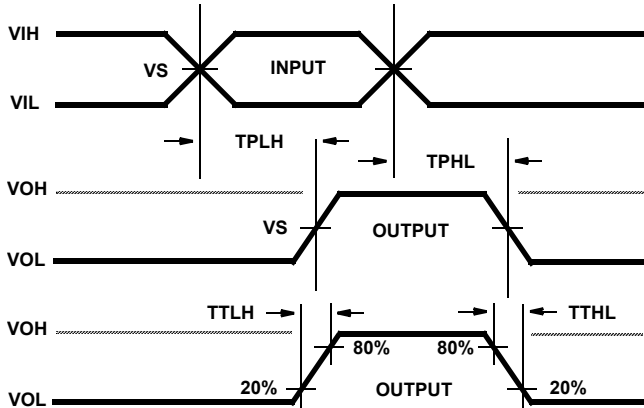 VIH
VS
INPUT
VIL
TPLH
TPHL
VOH
VS
OUTPUT
VOL
TTLH
TTHL
VOH
80%
80%
20%
OUTPUT
20%
VOL